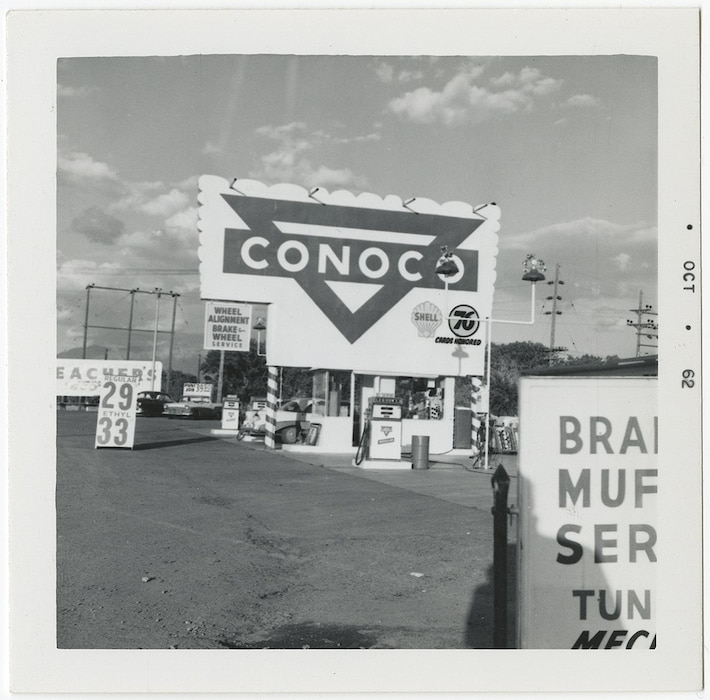 CONOCO
SHELL
76
CARDS HONORED
WHEEL
ALIGNMENT
BRAKE &
WHEEL
SERVICE
EACHER'S
REGULAR
29
ETHYL
33
BRA
MUF
SER
TUN
MEC
OCT • 62